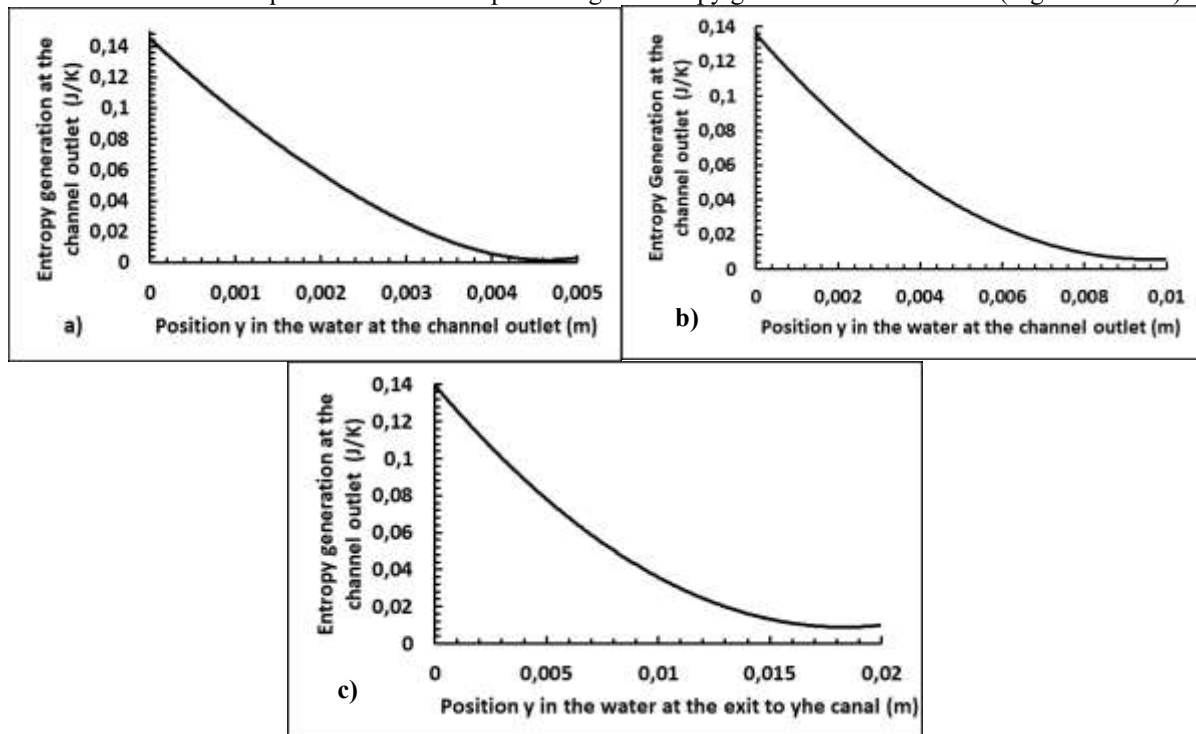 Entropy generation at the
channel outlet (J/K)
0,14
0,12
0,1
0,08
0,06
0,04
0,02
0
0 0,001 0,002 0,003 0,004 0,005
a) Position y in the water at the channel outlet (m)
Entropy Generation at the
channel outlet (J/K)
0,14
0,12
0,1
0,08
0,06
0,04
0,02
0
0 0,002 0,004 0,006 0,008 0,01
b) Position y in the water at the channel outlet (m)
Entropy generation at the
channel outlet (J/K)
0,14
0,12
0,1
0,08
0,06
0,04
0,02
0
0 0,005 0,01 0,015 0,02
c) Position y in the water at the exit to yhe canal (m)